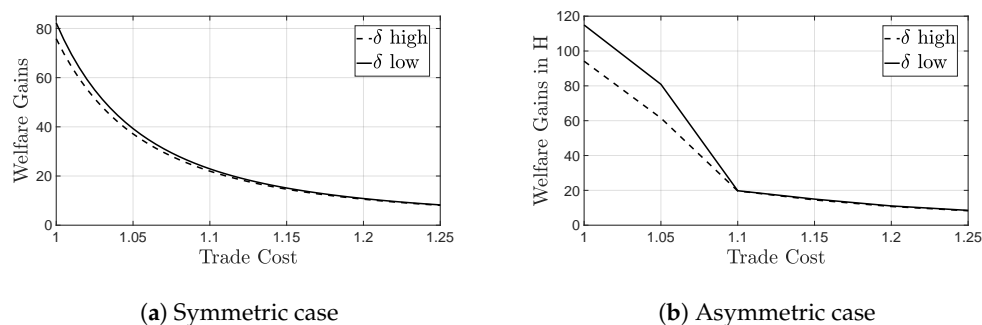 Welfare Gains
80
60
40
20
0
1 1.05 1.1 1.15 1.2 1.25
Trade Cost
δ high
δ low
(a) Symmetric case
Welfare Gains in H
120
100
80
60
40
20
0
1 1.05 1.1 1.15 1.2 1.25
Trade Cost
δ high
δ low
(b) Asymmetric case